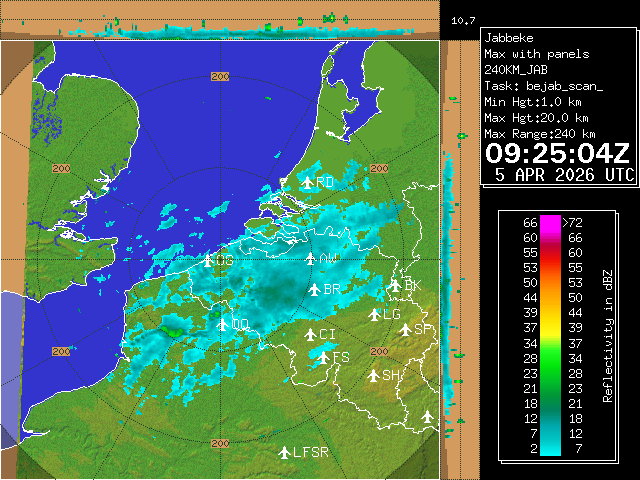 10.7
Jabbeke
Max with panels
240KM_JAB
Task: bejab_scan_
Min Hgt:1.0 km
Max Hgt:20.0 km
Max Range:240 km
09:25:04Z
5 APR 2026 UTC
200
200
200
RD
OS
AW
BR
BK
LG
QQ
CI
SP
200
FS
200
SH
200
LFSR
66 >72
60 66
55 60
53 55
50 53
44 50
39 44
37 39
34 37
28 34
23 28
21 23
18 21
12 18
7 12
2 7
Reflectivity in dBZ